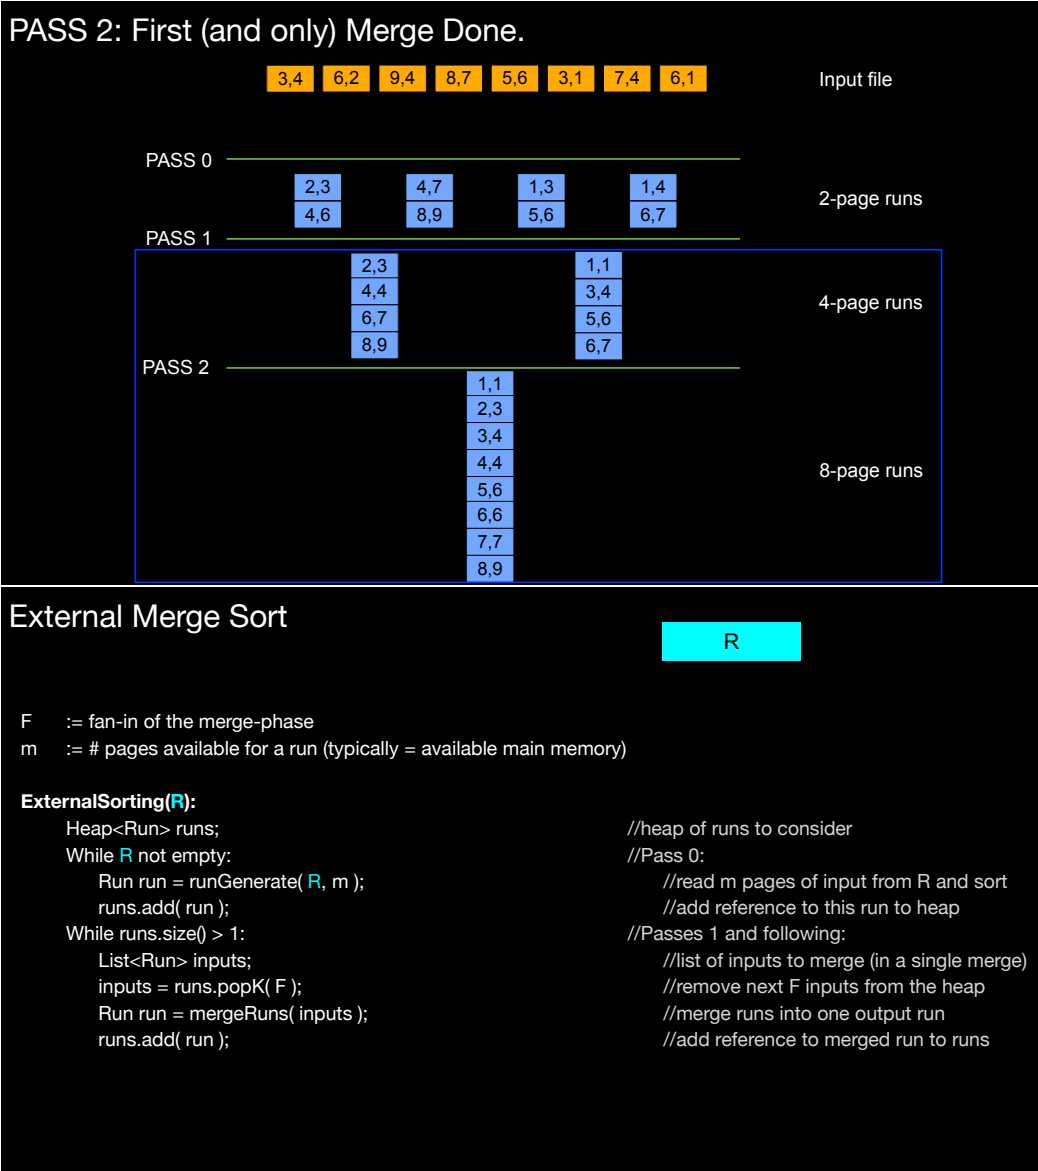 PASS 2: First (and only) Merge Done.
3,4 6,2 9,4 8,7 5,6 3,1 7,4 6,1 Input file
PASS 0
2,3 4,7 1,3 1,4
4,6 8,9 5,6 6,7
2-page runs
PASS 1
2,3 1,1
4,4 3,4
6,7 5,6
8,9 6,7
4-page runs
PASS 2
1,1
2,3
3,4
4,4
5,6
6,6
7,7
8,9
8-page runs
External Merge Sort
R
F := fan-in of the merge-phase
m := # pages available for a run (typically = available main memory)
ExternalSorting(R):
Heap<Run> runs; //heap of runs to consider
While R not empty: //Pass 0:
Run run = runGenerate( R, m ); //read m pages of input from R and sort
runs.add( run ); //add reference to this run to heap
While runs.size() > 1: //Passes 1 and following:
List<Run> inputs; //list of inputs to merge (in a single merge)
inputs = runs.popK( F ); //remove next F inputs from the heap
Run run = mergeRuns( inputs ); //merge runs into one output run
runs.add( run ); //add reference to merged run to runs